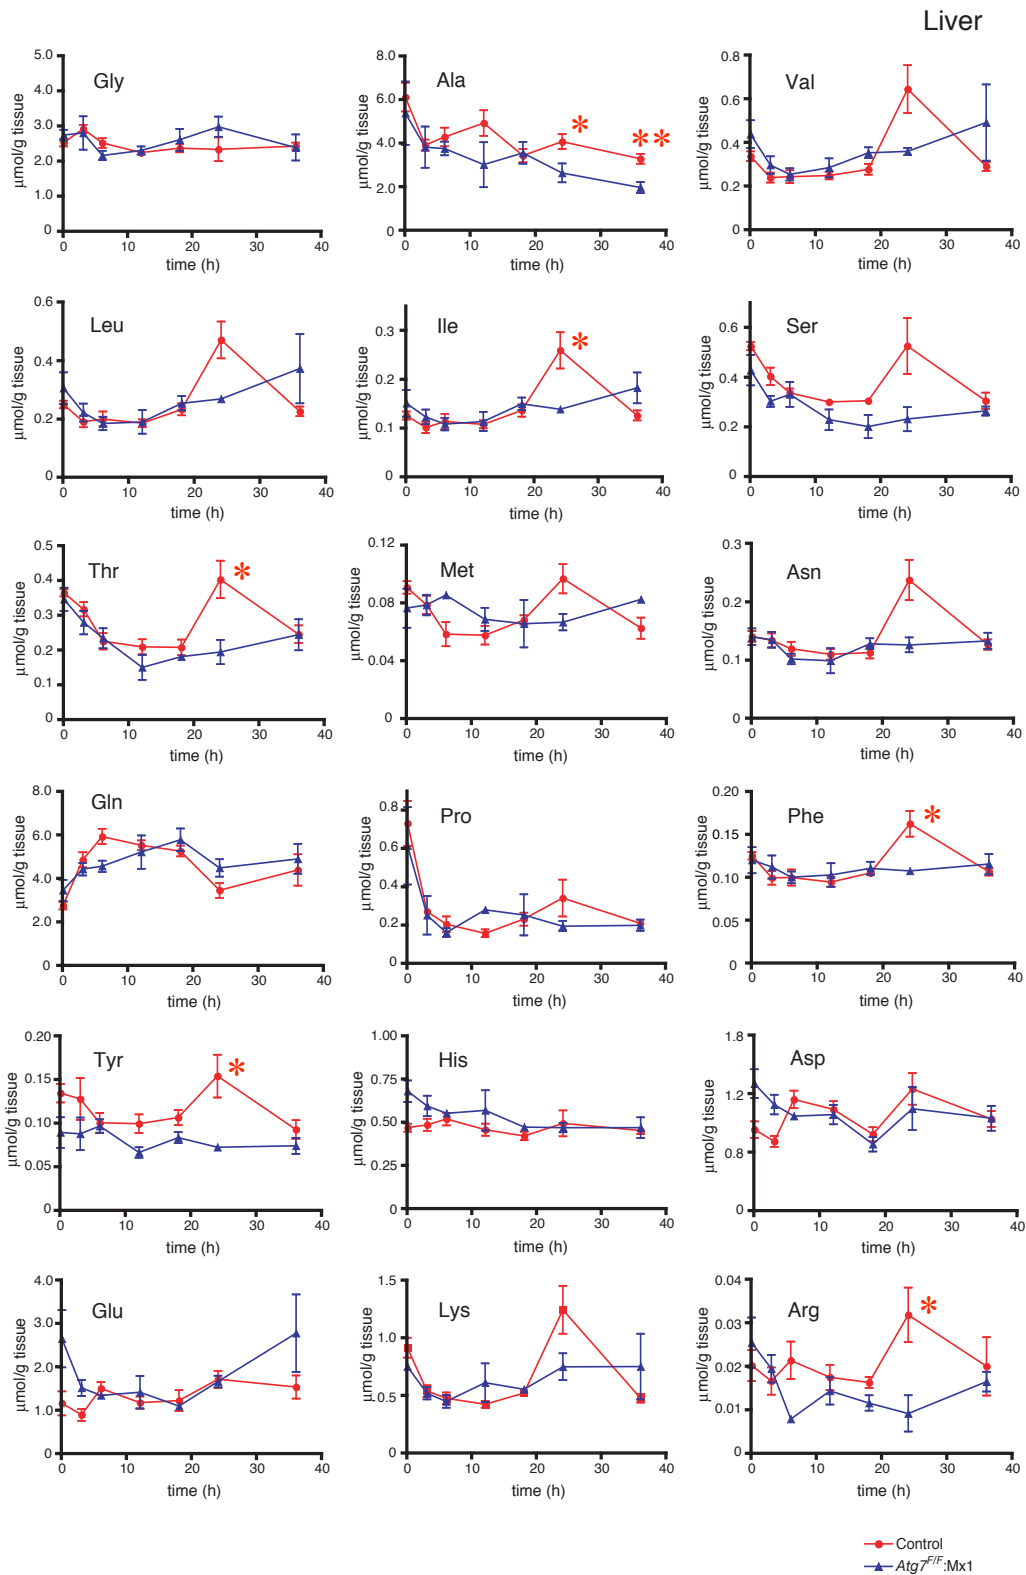 Liver
Gly
µmol/g tissue
5.0
4.0
3.0
2.0
1.0
0
0 10 20 30 40
time (h)
Ala
µmol/g tissue
8.0
6.0
4.0
2.0
0
0 10 20 30 40
time (h)
*
**
Val
µmol/g tissue
0.8
0.6
0.4
0.2
0
0 10 20 30 40
time (h)
Leu
µmol/g tissue
0.6
0.4
0.2
0
0 10 20 30 40
time (h)
Ile
µmol/g tissue
0.3
0.2
0.1
0
0 10 20 30 40
time (h)
*
Ser
µmol/g tissue
0.6
0.4
0.2
0
0 10 20 30 40
time (h)
Thr
µmol/g tissue
0.5
0.4
0.3
0.2
0.1
0
0 10 20 30 40
time (h)
*
Met
µmol/g tissue
0.12
0.08
0.04
0
0 10 20 30 40
time (h)
Asn
µmol/g tissue
0.3
0.2
0.1
0
0 10 20 30 40
time (h)
Gln
µmol/g tissue
8.0
6.0
4.0
2.0
0
0 10 20 30 40
time (h)
Pro
µmol/g tissue
0.8
0.6
0.4
0.2
0
0 10 20 30 40
time (h)
Phe
µmol/g tissue
0.20
0.15
0.10
0.05
0
0 10 20 30 40
time (h)
*
Tyr
µmol/g tissue
0.20
0.15
0.10
0.05
0
0 10 20 30 40
time (h)
*
His
µmol/g tissue
1.00
0.75
0.50
0.25
0
0 10 20 30 40
time (h)
Asp
µmol/g tissue
1.8
1.2
0.8
0
0 10 20 30 40
time (h)
Glu
µmol/g tissue
4.0
3.0
2.0
1.0
0
0 10 20 30 40
time (h)
Lys
µmol/g tissue
1.5
1.0
0.5
0
0 10 20 30 40
time (h)
Arg
µmol/g tissue
0.04
0.03
0.02
0.01
0
0 10 20 30 40
time (h)
*
Control
Atg7F/F:Mx1